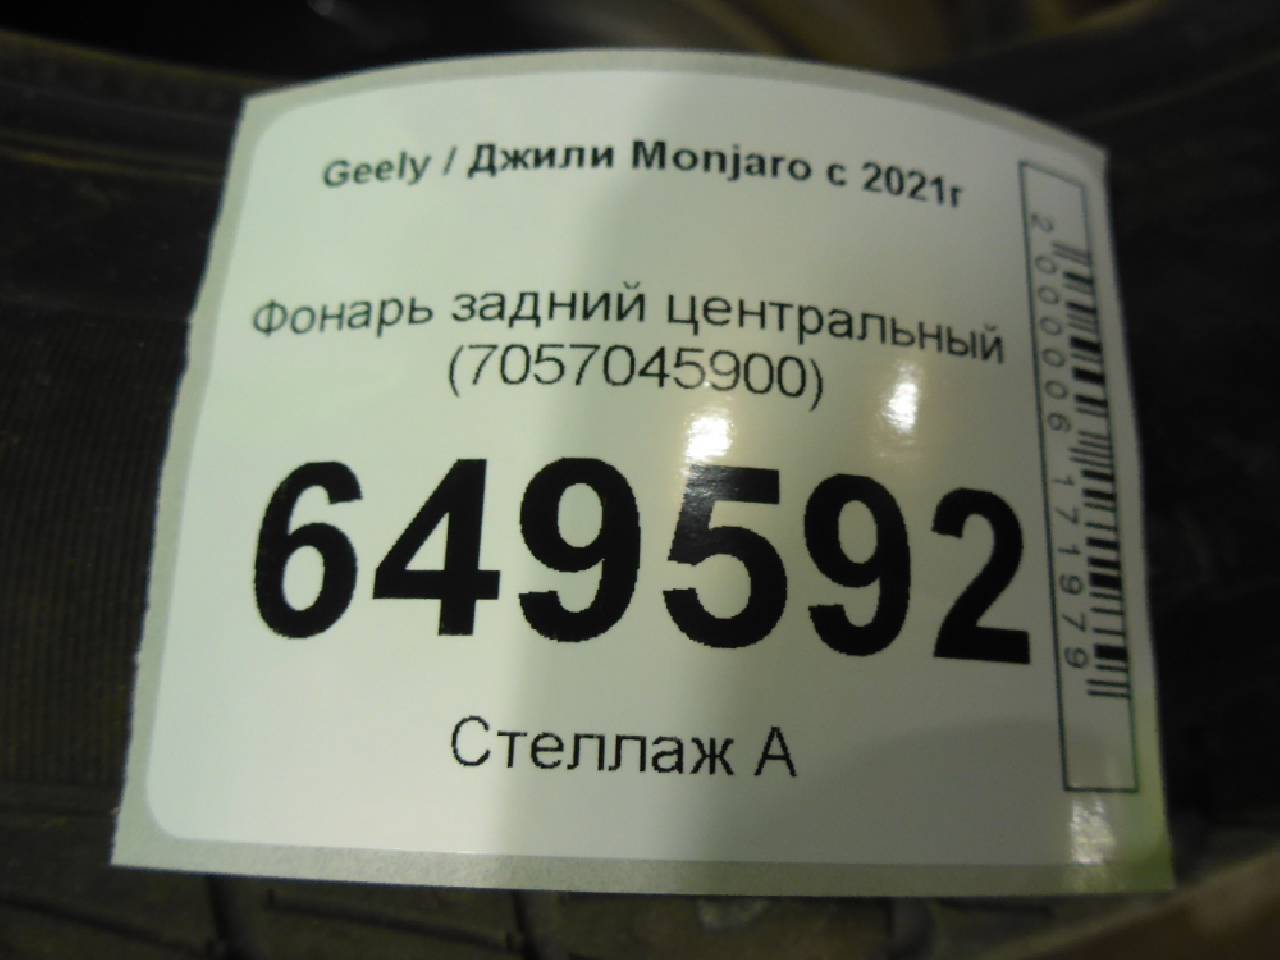 Geely / Джили Monjaro с 2021г
Фонарь задний центральный
(7057045900)
649592
Стеллаж А
2000006171979